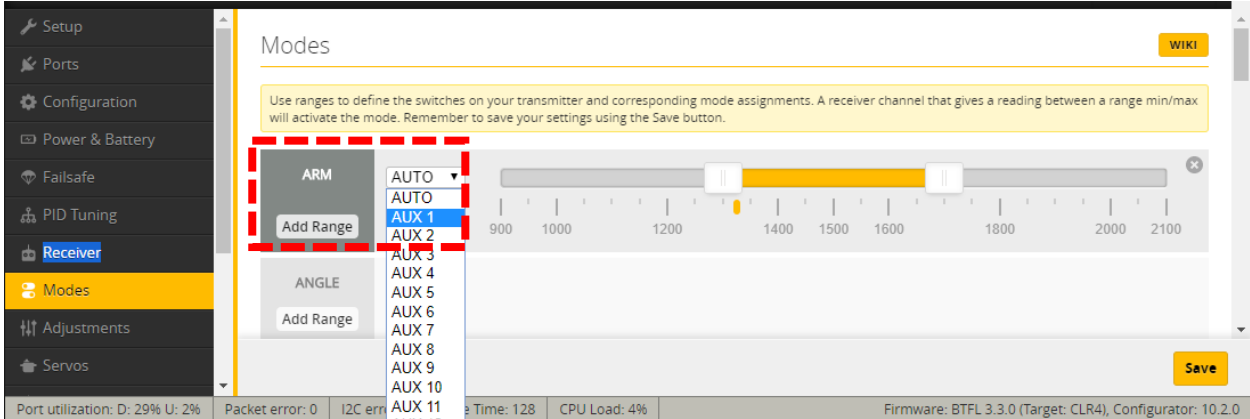 Setup
Ports
Configuration
Power & Battery
Failsafe
PID Tuning
Receiver
Modes
Adjustments
Servos
Modes
WIKI
Use ranges to define the switches on your transmitter and corresponding mode assignments. A receiver channel that gives a reading between a range min/max
will activate the mode. Remember to save your settings using the Save button.
ARM
Add Range
AUTO
AUTO
AUX 1
AUX 2
AUX 3
AUX 4
AUX 5
AUX 6
AUX 7
AUX 8
AUX 9
AUX 10
AUX 11
900 1000 1200 1400 1500 1600 1800 2000 2100
ANGLE
Add Range
Save
Port utilization: D: 29% U: 2% Packet error: 0 I2C err Time: 128 CPU Load: 4% Firmware: BTFL 3.3.0 (Target: CLR4), Configurator: 10.2.0